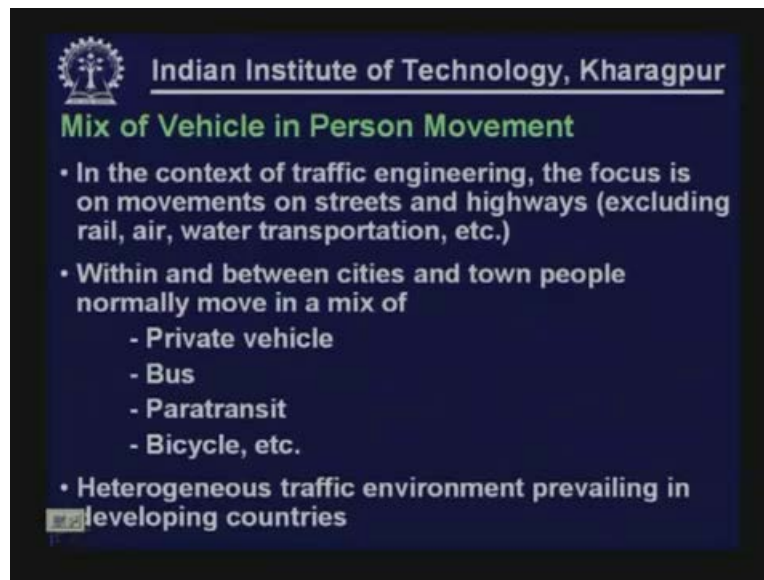 Indian Institute of Technology, Kharagpur
Mix of Vehicle in Person Movement
• In the context of traffic engineering, the focus is
on movements on streets and highways (excluding
rail, air, water transportation, etc.)
• Within and between cities and town people
normally move in a mix of
- Private vehicle
- Bus
- Paratransit
- Bicycle, etc.
• Heterogeneous traffic environment prevailing in
developing countries